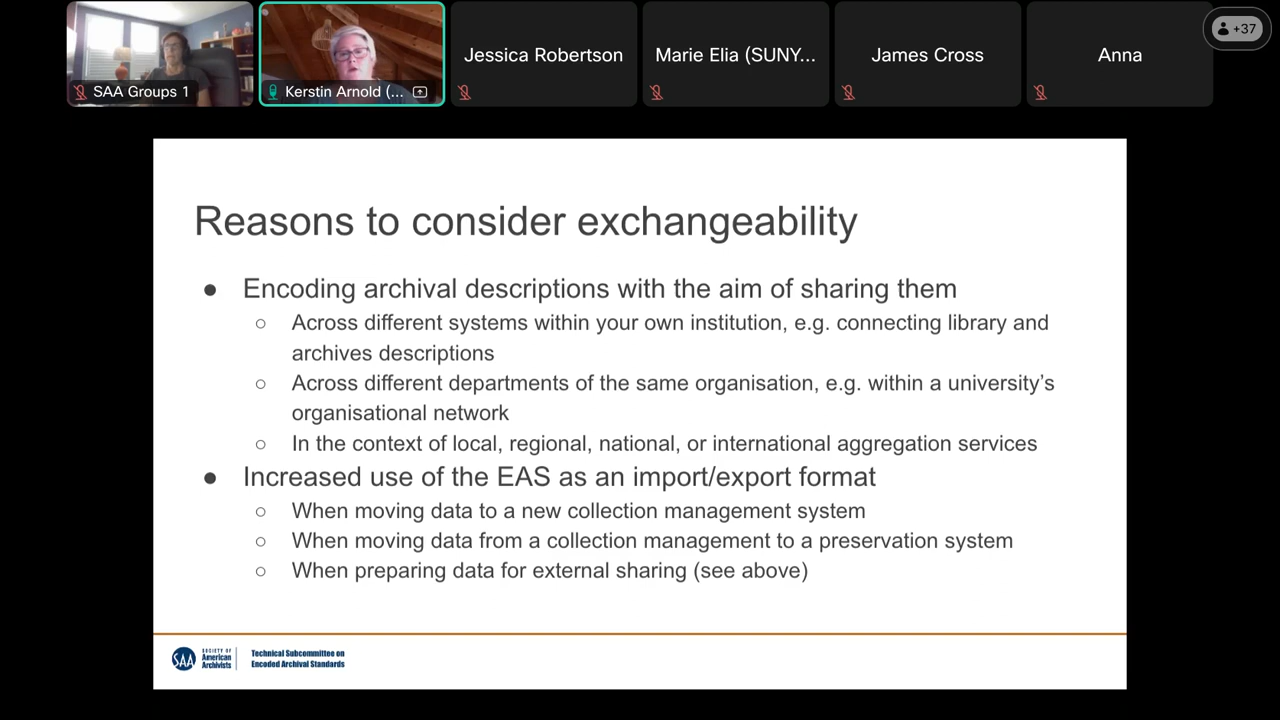 SAA Groups 1
Kerstin Arnold (...
Jessica Robertson
Marie Elia (SUNY...
James Cross
Anna
+37
Reasons to consider exchangeability
● Encoding archival descriptions with the aim of sharing them
○ Across different systems within your own institution, e.g. connecting library and
archives descriptions
○ Across different departments of the same organisation, e.g. within a university’s
organisational network
○ In the context of local, regional, national, or international aggregation services
● Increased use of the EAS as an import/export format
○ When moving data to a new collection management system
○ When moving data from a collection management to a preservation system
○ When preparing data for external sharing (see above)
SAA
SOCIETY OF
American
Archivists
Technical Subcommittee on
Encoded Archival Standards